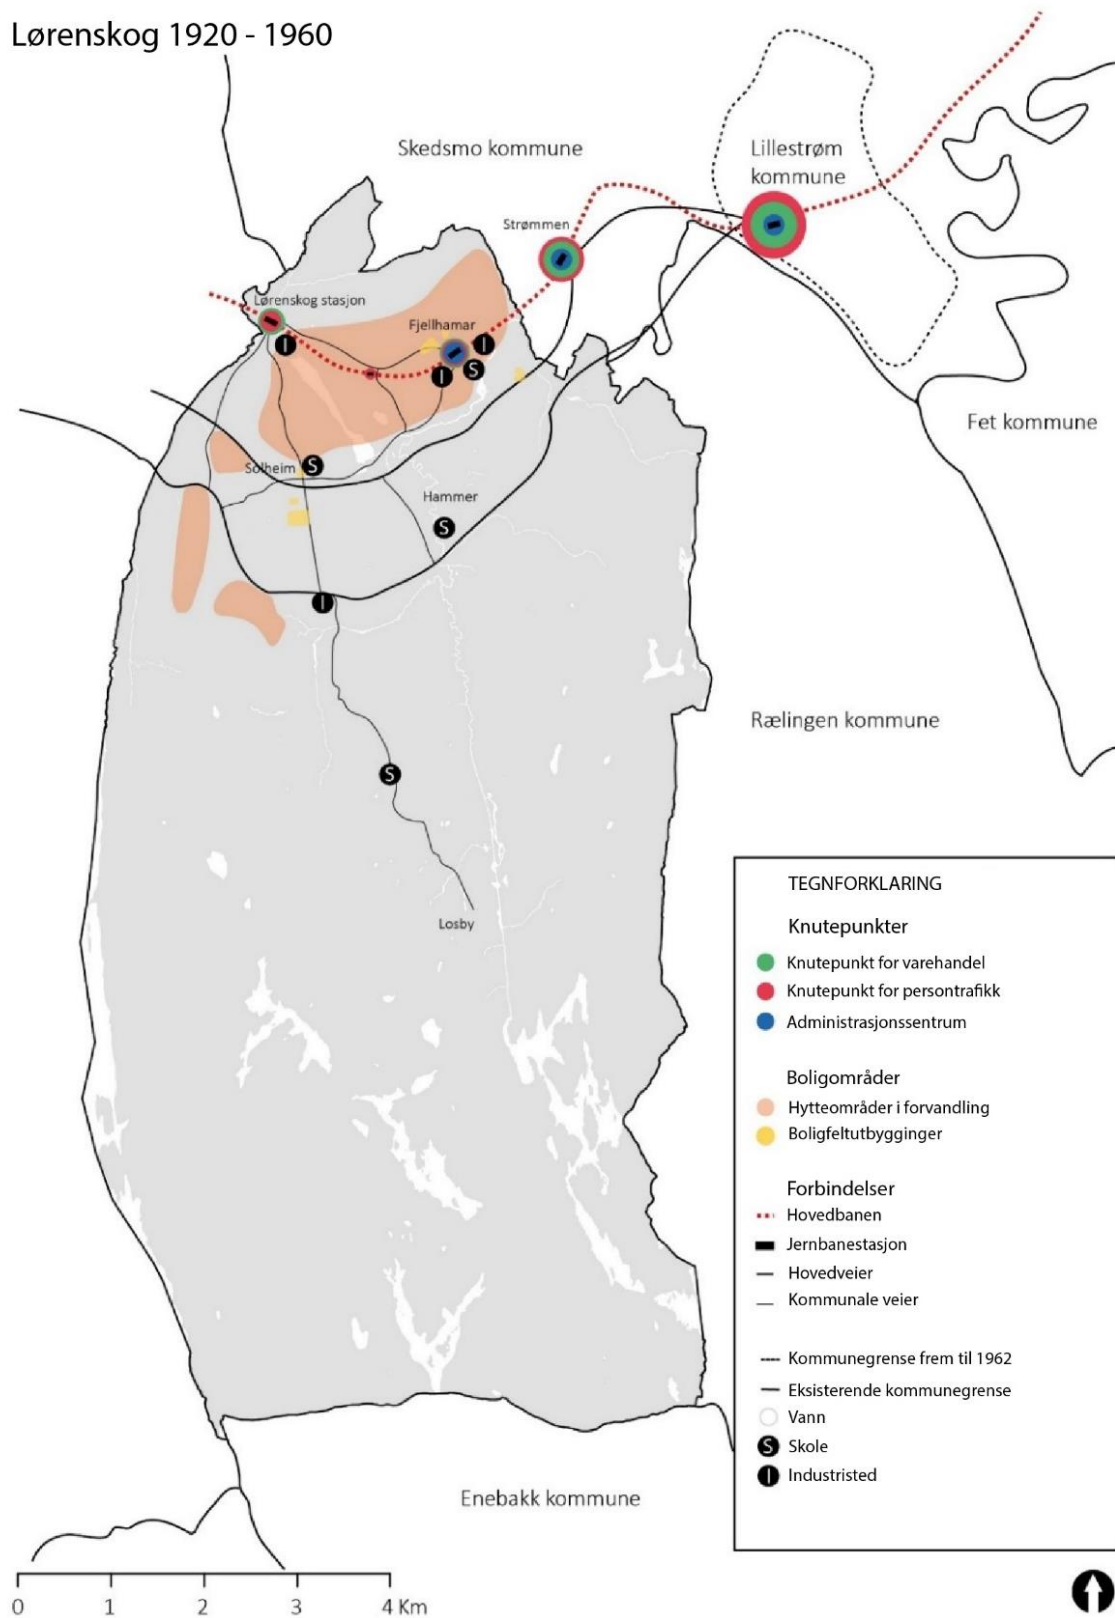 Lørenskog 1920 - 1960
Skedsmo kommune
Lillestrøm
kommune
Strømmen
Lørenskog stasjon
Fjellhamar
I
I
I
S
Fet kommune
Solheim
S
Hammer
S
I
Rælingen kommune
S
Losby
TEGNFORKLARING
Knutepunkter
Knutepunkt for varehandel
Knutepunkt for persontrafikk
Administrasjonssentrum
Boligområder
Hytteområder i forvandling
Boligfeltutbygginger
Forbindelser
Hovedbanen
Jernbanestasjon
Hovedveier
Kommunale veier
Kommunegrense frem til 1962
Eksisterende kommunegrense
Vann
S Skole
I Industristed
Enebakk kommune
0 1 2 3 4 Km